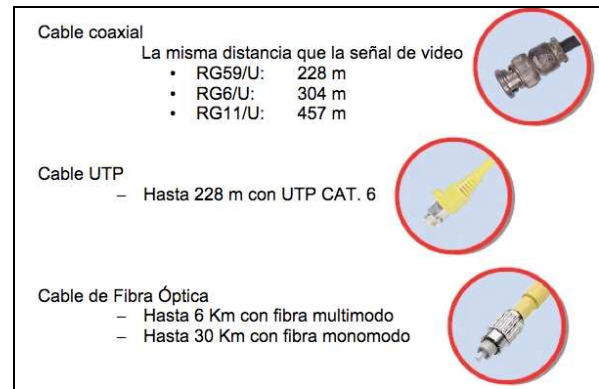 Cable coaxial
La misma distancia que la señal de video
• RG59/U: 228 m
• RG6/U: 304 m
• RG11/U: 457 m
Cable UTP
– Hasta 228 m con UTP CAT. 6
Cable de Fibra Óptica
– Hasta 6 Km con fibra multimodo
– Hasta 30 Km con fibra monomodo